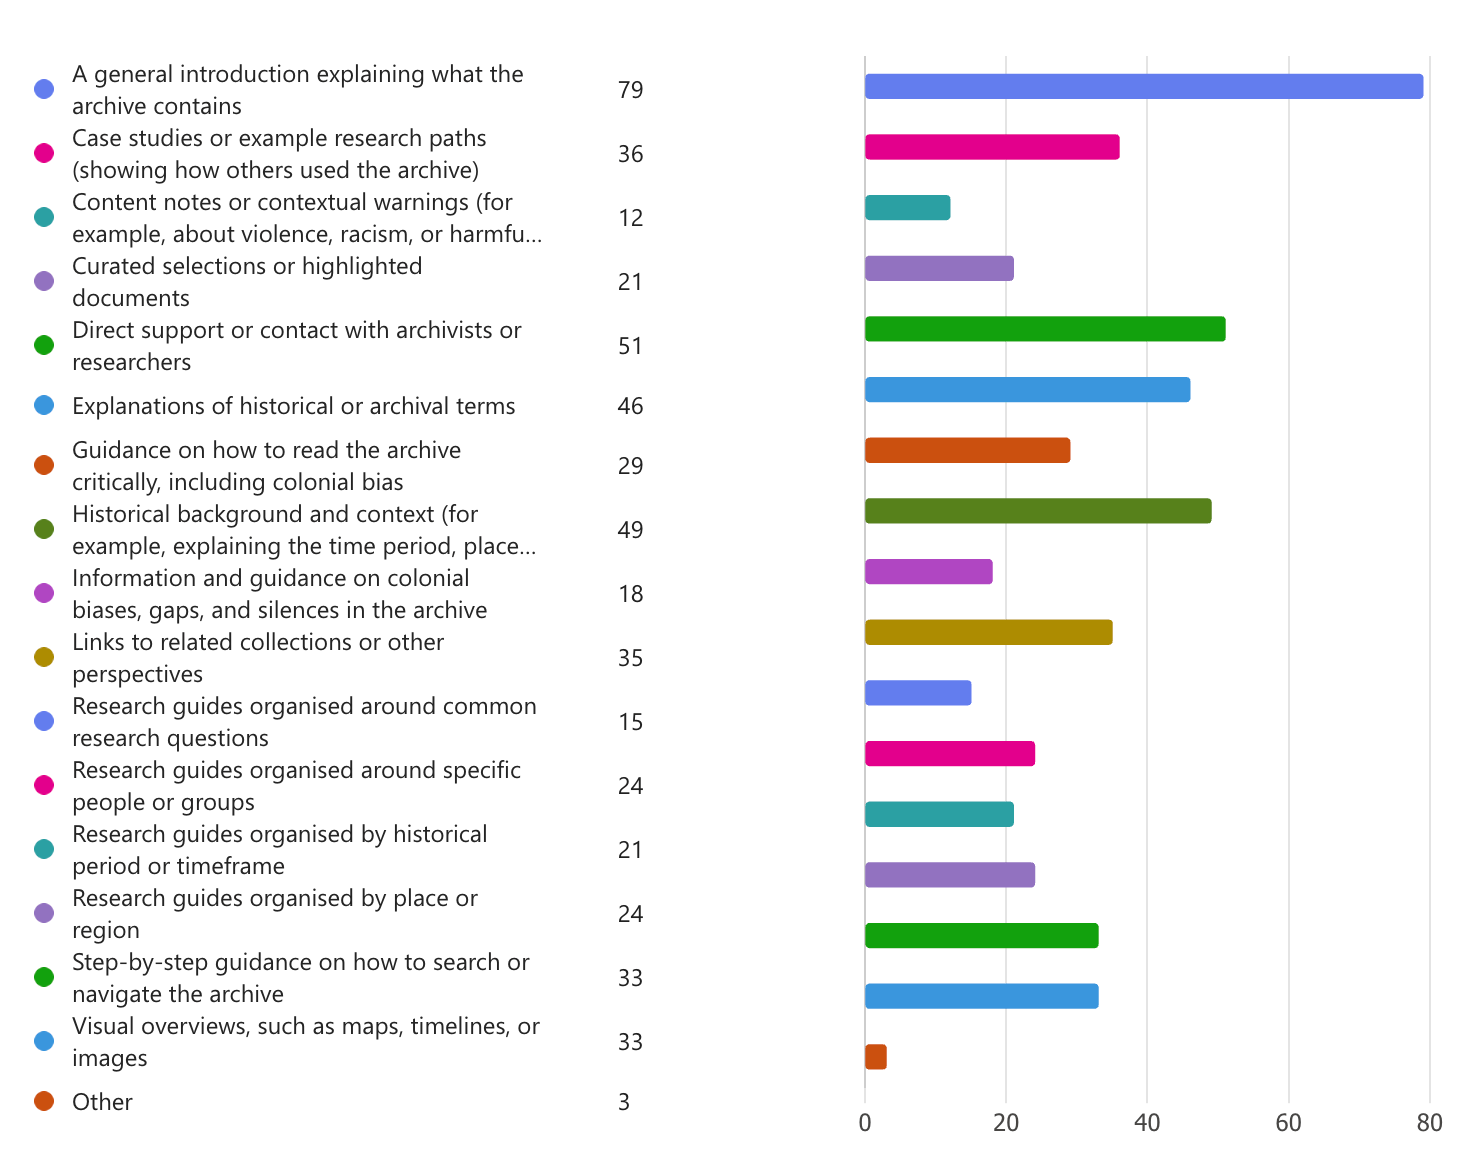 A general introduction explaining what the
archive contains
79
Case studies or example research paths
(showing how others used the archive)
36
Content notes or contextual warnings (for
example, about violence, racism, or harmfu...
12
Curated selections or highlighted
documents
21
Direct support or contact with archivists or
researchers
51
Explanations of historical or archival terms
46
Guidance on how to read the archive
critically, including colonial bias
29
Historical background and context (for
example, explaining the time period, place...
49
Information and guidance on colonial
biases, gaps, and silences in the archive
18
Links to related collections or other
perspectives
35
Research guides organised around common
research questions
15
Research guides organised around specific
people or groups
24
Research guides organised by historical
period or timeframe
21
Research guides organised by place or
region
24
Step-by-step guidance on how to search or
navigate the archive
33
Visual overviews, such as maps, timelines, or
images
33
Other
3
0 20 40 60 80